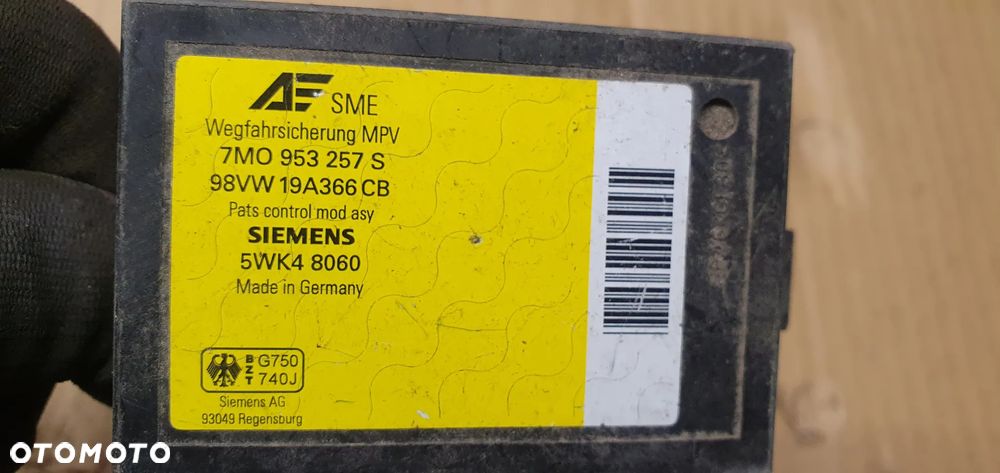 AE SME
Wegfahrsicherung MPV
7MO 953 257 S
98VW 19A366 CB
Pats control mod asy
SIEMENS
5WK4 8060
Made in Germany
BZT G750
740J
Siemens AG
93049 Regensburg
OTOMOTO